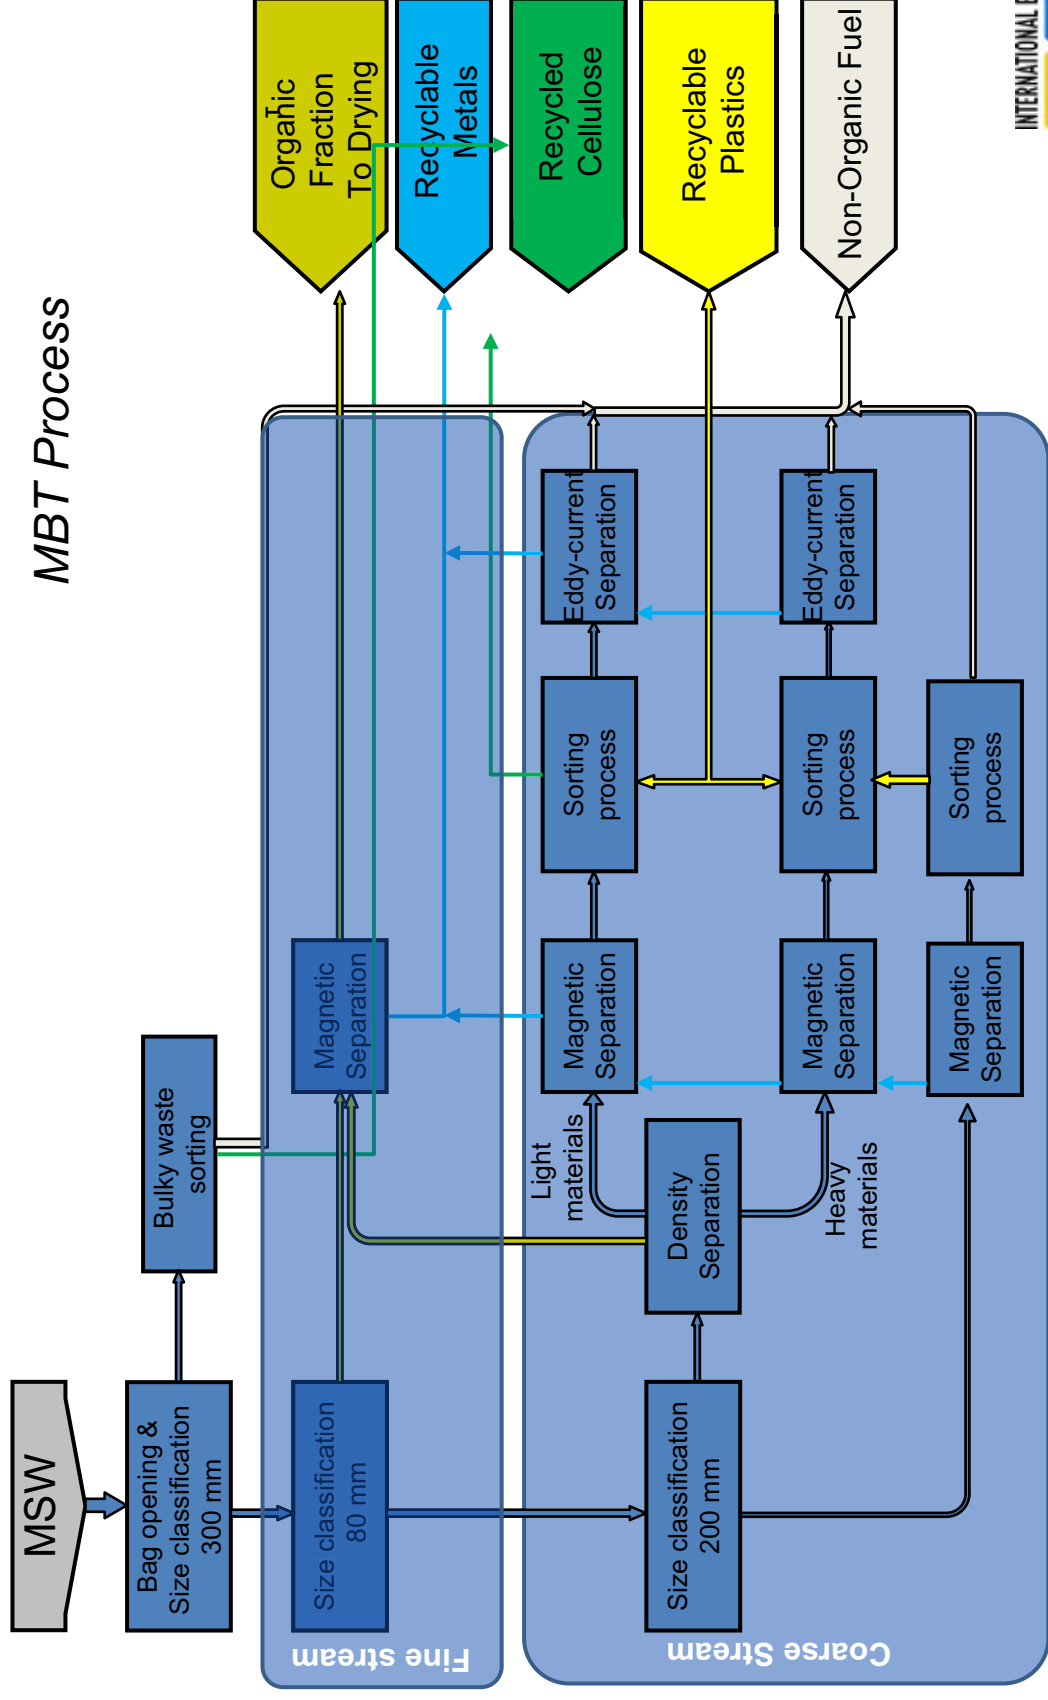 MBT Process
MSW
Bag opening &
Size classification
300 mm
Bulky waste
sorting
Fine stream
Size classification
80 mm
Magnetic
Separation
Coarse Stream
Size classification
200 mm
Density
Separation
Light
materials
Heavy
materials
Magnetic
Separation
Sorting
process
Eddy-current
Separation
Magnetic
Separation
Sorting
process
Eddy-current
Separation
Magnetic
Separation
Sorting
process
Organic
Fraction
To Drying
Recyclable
Metals
Recycled
Cellulose
Recyclable
Plastics
Non-Organic Fuel
INTERNATIONAL